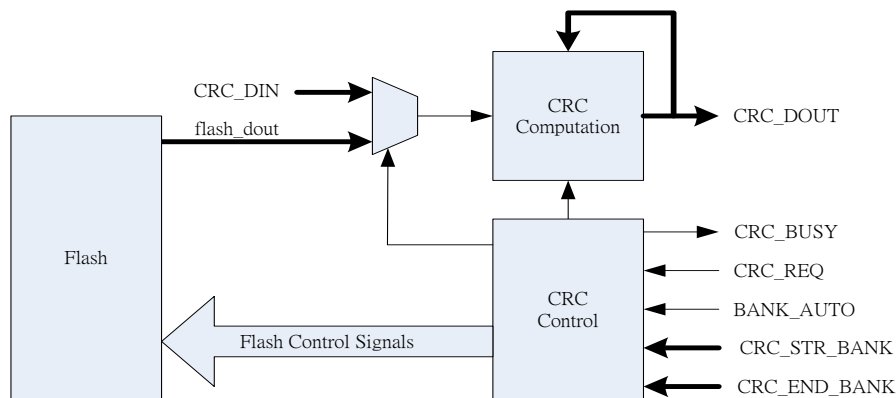 CRC_DIN
flash_dout
CRC
Computation
CRC_DOUT
Flash
CRC
Control
Flash Control Signals
CRC_BUSY
CRC_REQ
BANK_AUTO
CRC_STR_BANK
CRC_END_BANK